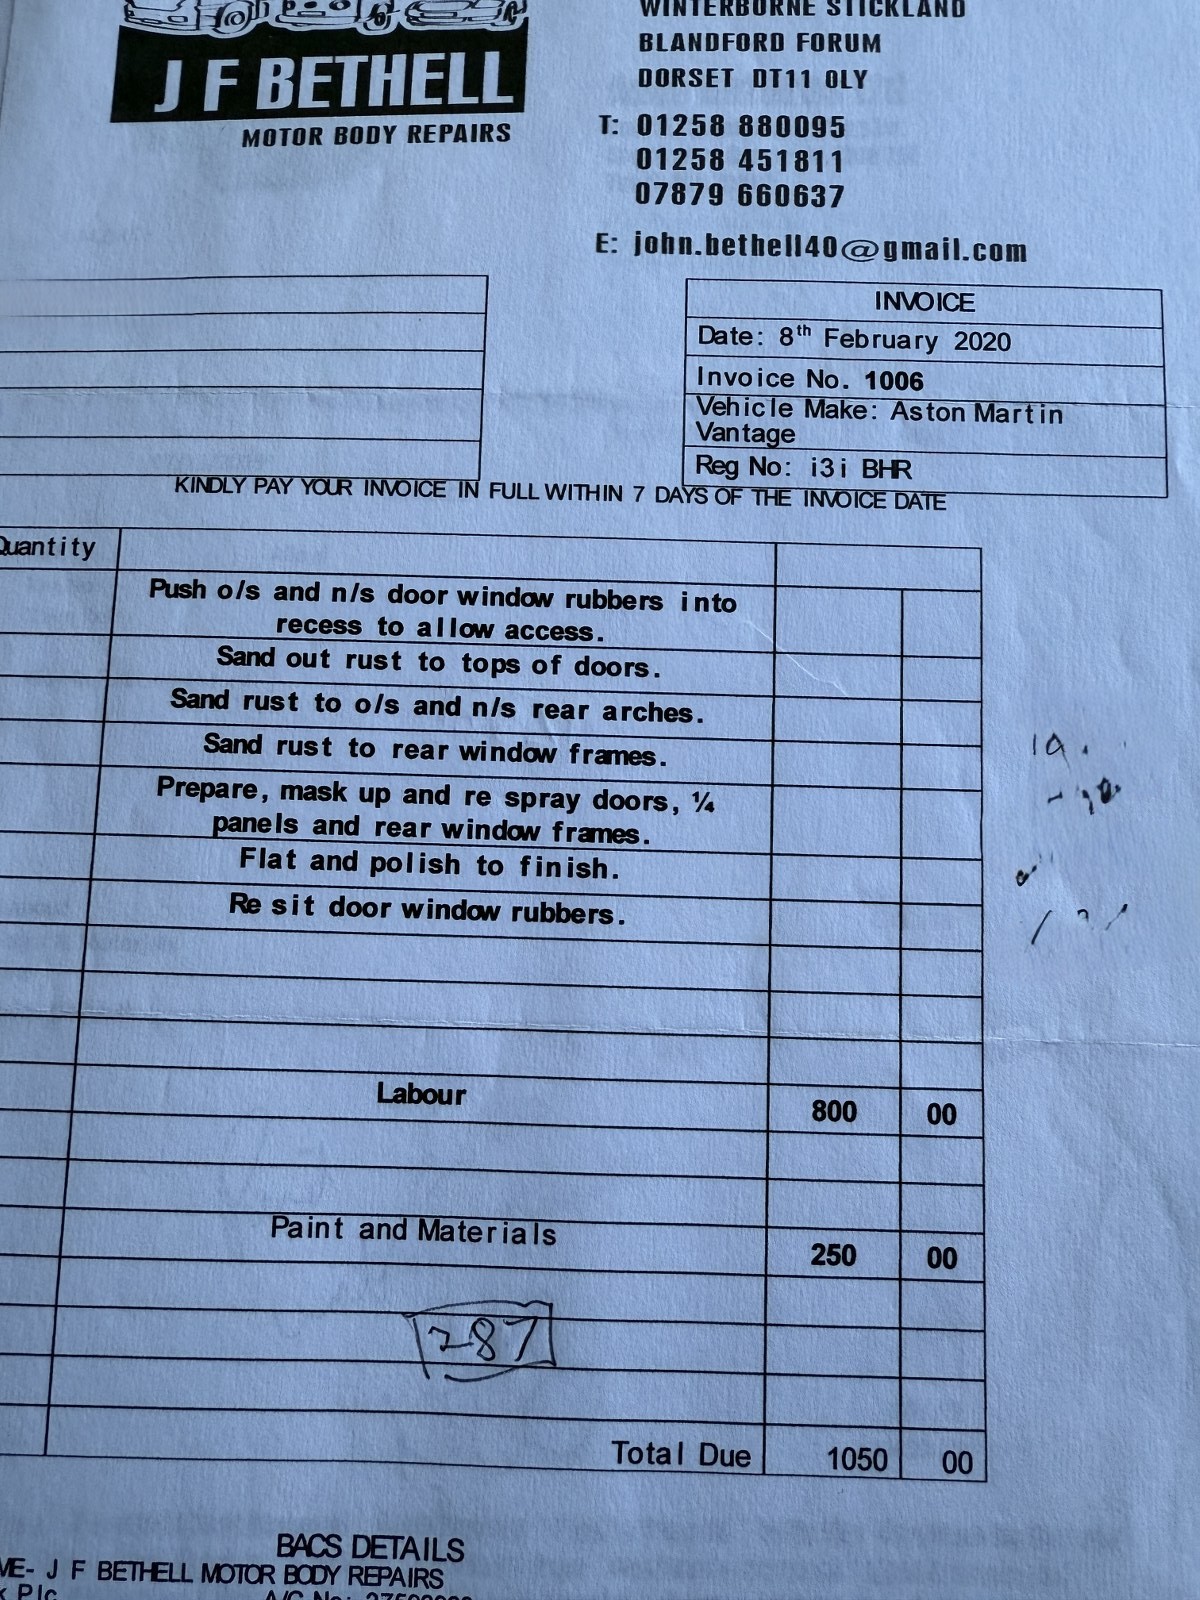 WINTERBORNE STICKLAND
BLANDFORD FORUM
DORSET DT11 0LY
J F BETHELL
MOTOR BODY REPAIRS
T: 01258 880095
01258 451811
07879 660637
E: john.bethell40@gmail.com
INVOICE
Date: 8th February 2020
Invoice No. 1006
Vehicle Make: Aston Martin
Vantage
Reg No: i3i BHR
KINDLY PAY YOUR INVOICE IN FULL WITHIN 7 DAYS OF THE INVOICE DATE
Quantity
Push o/s and n/s door window rubbers into
recess to allow access.
Sand out rust to tops of doors.
Sand rust to o/s and n/s rear arches.
Sand rust to rear window frames.
Prepare, mask up and re spray doors, ¼
panels and rear window frames.
Flat and polish to finish.
Re sit door window rubbers.
Labour 800 00
Paint and Materials 250 00
287
Total Due 1050 00
BACS DETAILS
J F BETHELL MOTOR BODY REPAIRS
Plc A/C No: